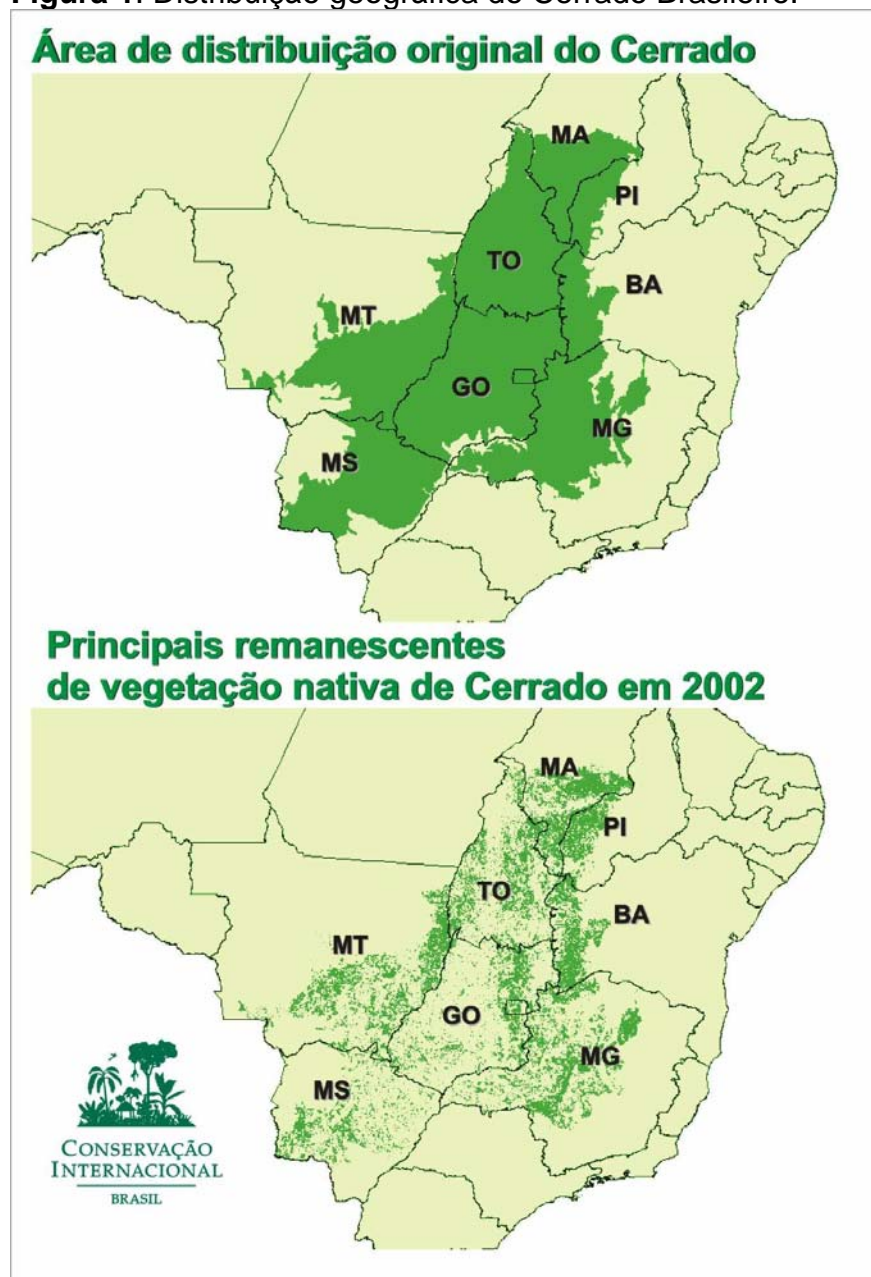 Figura 1. Distribuição geográfica do Cerrado Brasileiro.
Área de distribuição original do Cerrado
MA
PI
TO
BA
MT
GO
MG
MS
Principais remanescentes
de vegetação nativa de Cerrado em 2002
MA
PI
TO
BA
MT
GO
MG
MS
CONSERVAÇÃO
INTERNACIONAL
BRASIL